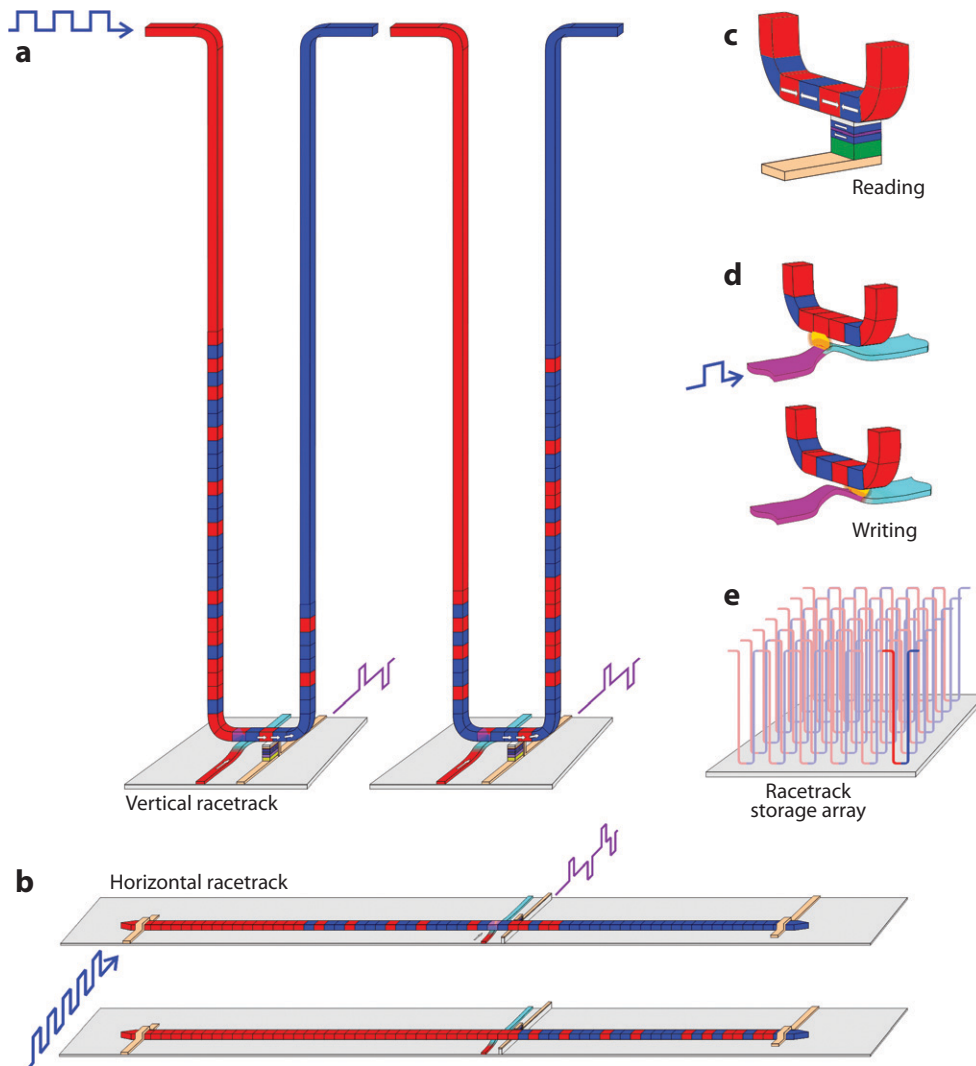 a
Vertical racetrack
c
Reading
d
Writing
e
Racetrack
storage array
b
Horizontal racetrack